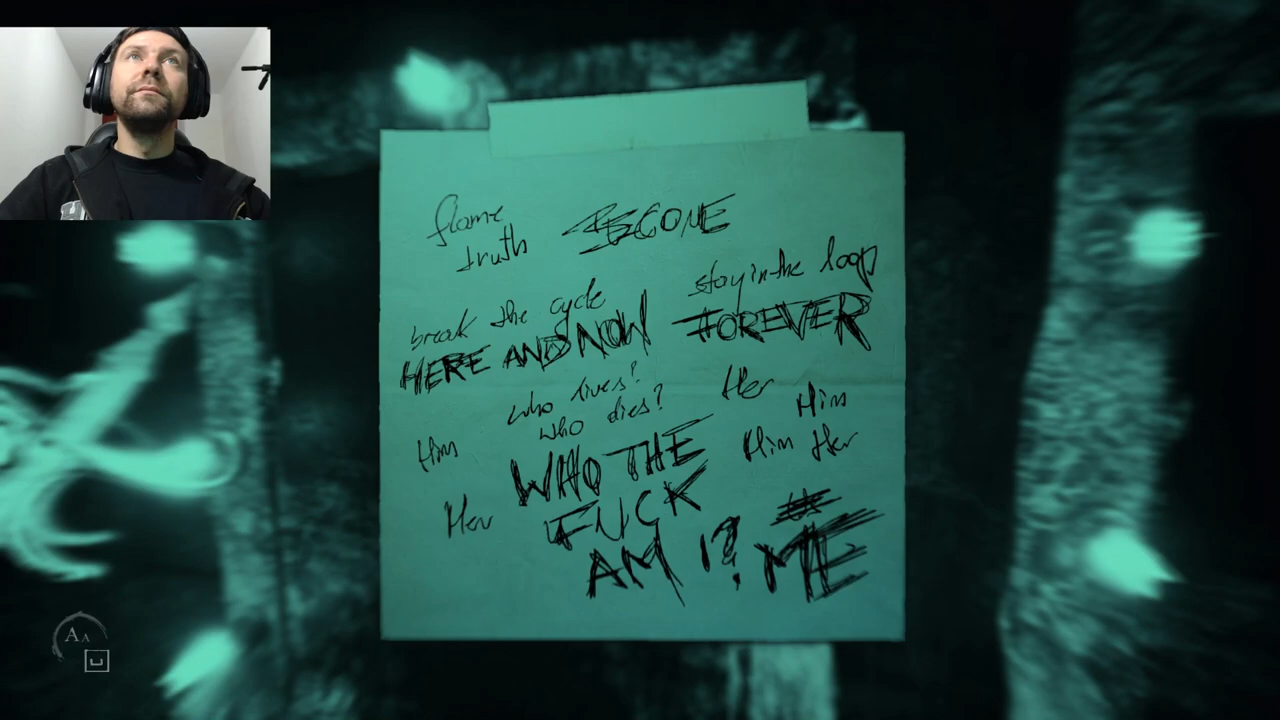 flame
truth
BECOME
break the cycle
HERE AND NOW
stay in the loop
FOREVER
who lives?
who dies?
Her
Him
Him
Him Her
Her
WHO THE
FUCK
AM I?
ME
AA